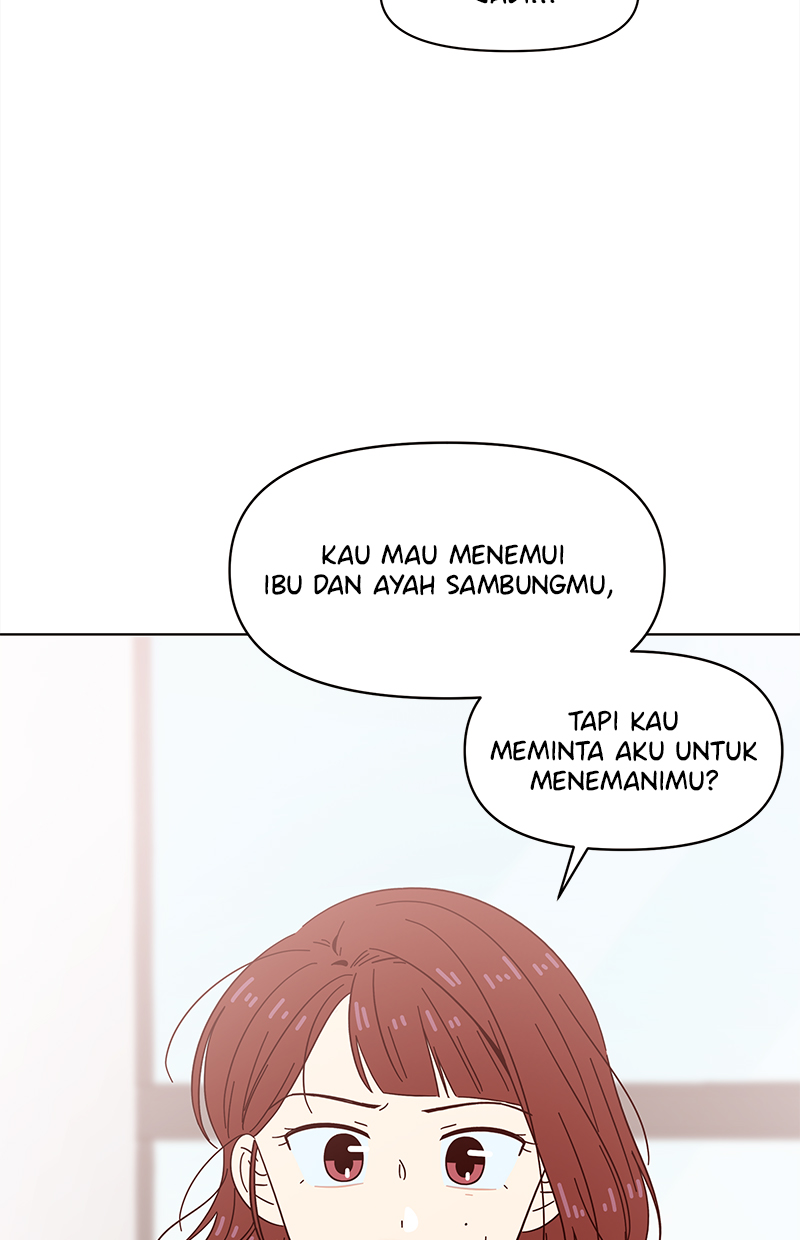 KAU MAU MENEMUI
IBU DAN AYAH SAMBUNGMU,
TAPI KAU
MEMINTA AKU UNTUK
MENEMANIMU?